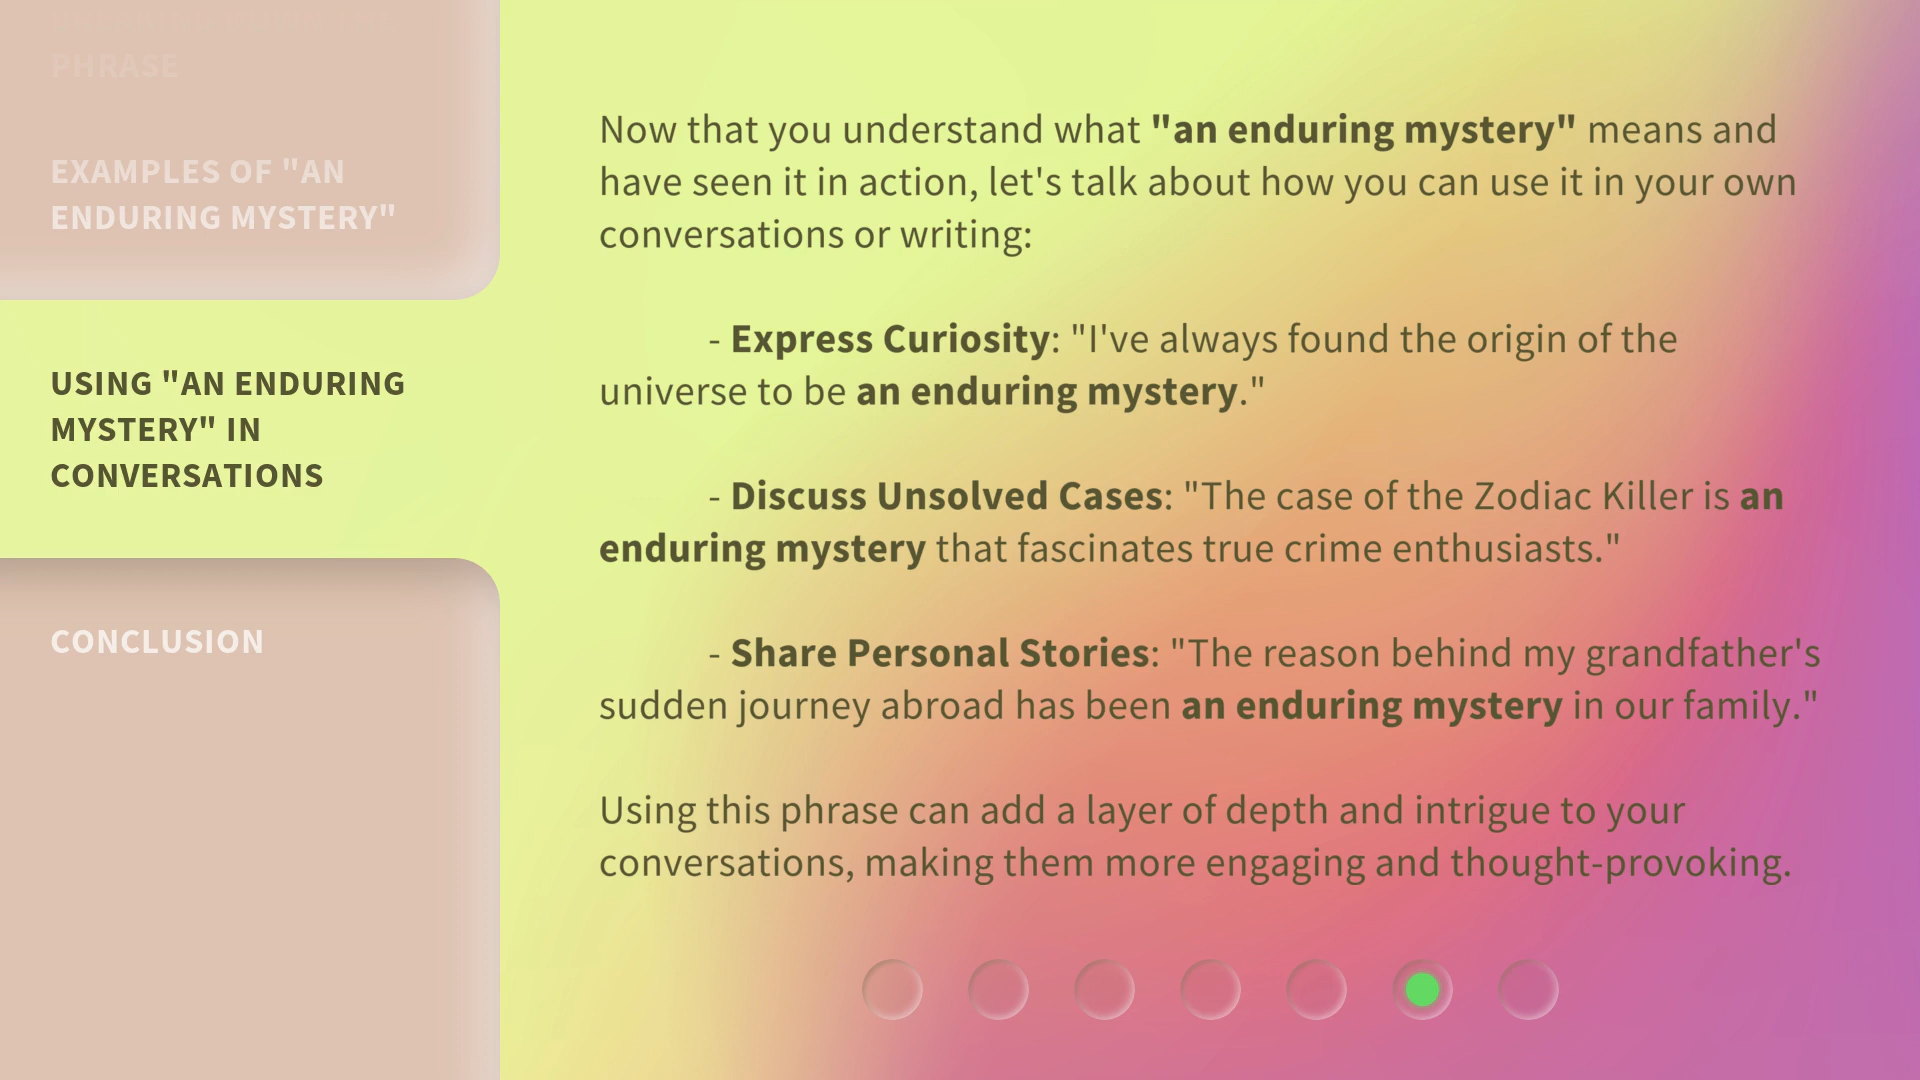 PHRASE
EXAMPLES OF "AN
ENDURING MYSTERY"
USING "AN ENDURING
MYSTERY" IN
CONVERSATIONS
CONCLUSION
Now that you understand what "an enduring mystery" means and
have seen it in action, let's talk about how you can use it in your own
conversations or writing:
- Express Curiosity: "I've always found the origin of the
universe to be an enduring mystery."
- Discuss Unsolved Cases: "The case of the Zodiac Killer is an
enduring mystery that fascinates true crime enthusiasts."
- Share Personal Stories: "The reason behind my grandfather's
sudden journey abroad has been an enduring mystery in our family."
Using this phrase can add a layer of depth and intrigue to your
conversations, making them more engaging and thought-provoking.